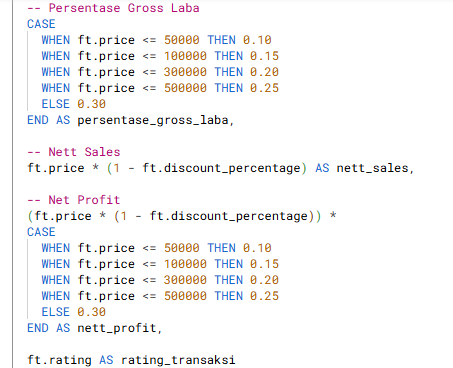 -- Persentase Gross Laba
CASE
WHEN ft.price <= 50000 THEN 0.10
WHEN ft.price <= 100000 THEN 0.15
WHEN ft.price <= 300000 THEN 0.20
WHEN ft.price <= 500000 THEN 0.25
ELSE 0.30
END AS persentase_gross_laba,
-- Nett Sales
ft.price * (1 - ft.discount_percentage) AS nett_sales,
-- Net Profit
(ft.price * (1 - ft.discount_percentage)) *
CASE
WHEN ft.price <= 50000 THEN 0.10
WHEN ft.price <= 100000 THEN 0.15
WHEN ft.price <= 300000 THEN 0.20
WHEN ft.price <= 500000 THEN 0.25
ELSE 0.30
END AS nett_profit,
ft.rating AS rating_transaksi